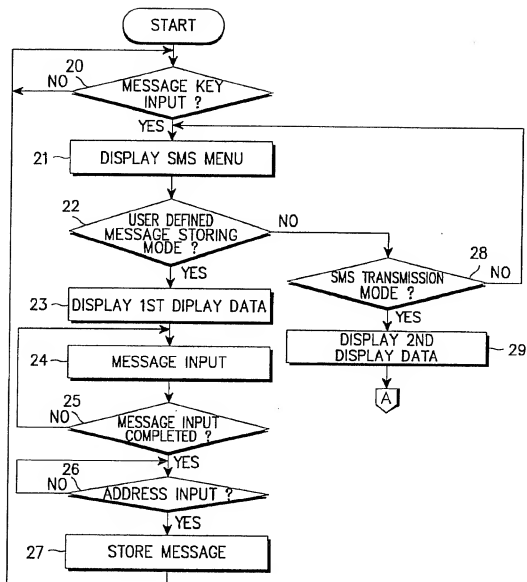 START
20
MESSAGE KEY
INPUT ?
NO
YES
21
DISPLAY SMS MENU
22
USER DEFINED
MESSAGE STORING
MODE ?
NO
YES
28
SMS TRANSMISSION
MODE ?
NO
YES
23
DISPLAY 1ST DIPLAY DATA
DISPLAY 2ND
DISPLAY DATA
29
A
24
MESSAGE INPUT
25
MESSAGE INPUT
COMPLETED ?
NO
YES
26
ADDRESS INPUT ?
NO
YES
27
STORE MESSAGE